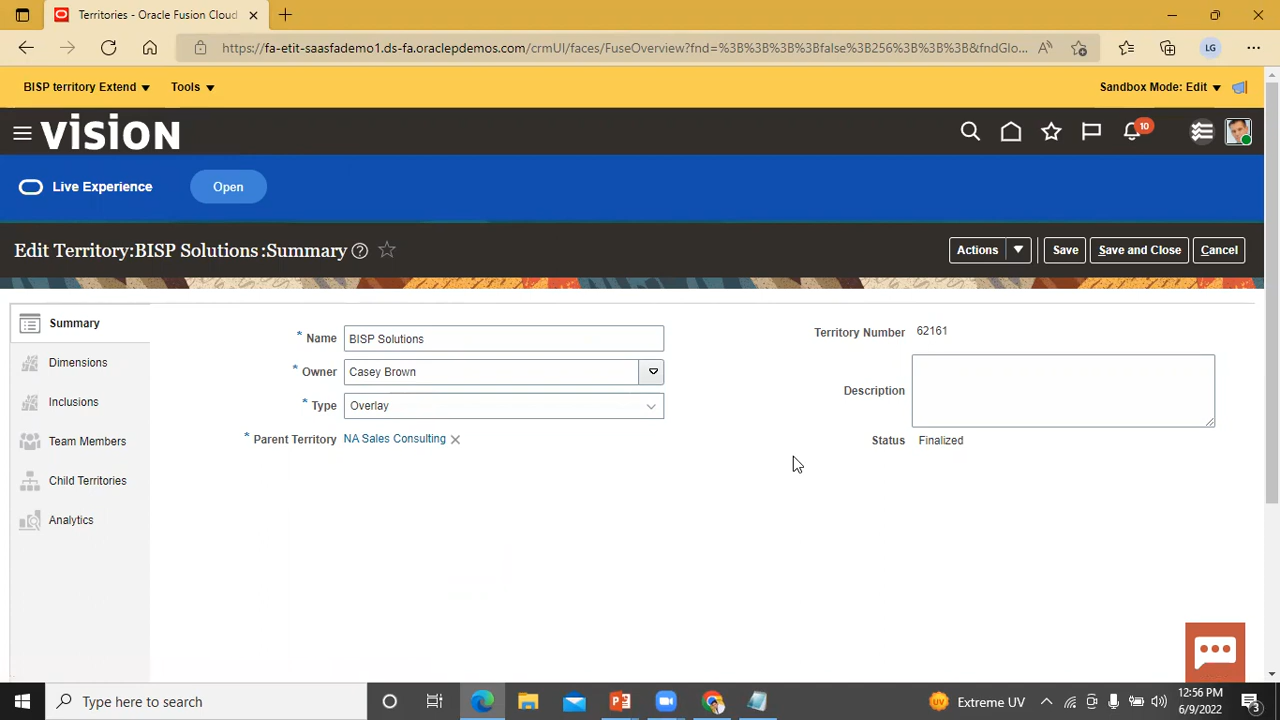 Territories - Oracle Fusion Cloud
https://fa-etit-saasfademo1.ds-fa.oraclepdemos.com/crmUI/faces/FuseOverview?fnd=%3B%3B%3B%3Bfalse%3B256%3B%3B%3B&fndGlo...
LG
BISP territory Extend
Tools
Sandbox Mode: Edit
vision
10
Live Experience
Open
Edit Territory:BISP Solutions :Summary
Actions
Save
Save and Close
Cancel
Summary
Dimensions
Inclusions
Team Members
Child Territories
Analytics
* Name BISP Solutions
* Owner Casey Brown
* Type Overlay
* Parent Territory NA Sales Consulting
Territory Number 62161
Description
Status Finalized
Type here to search
Extreme UV
12:56 PM
6/9/2022
3